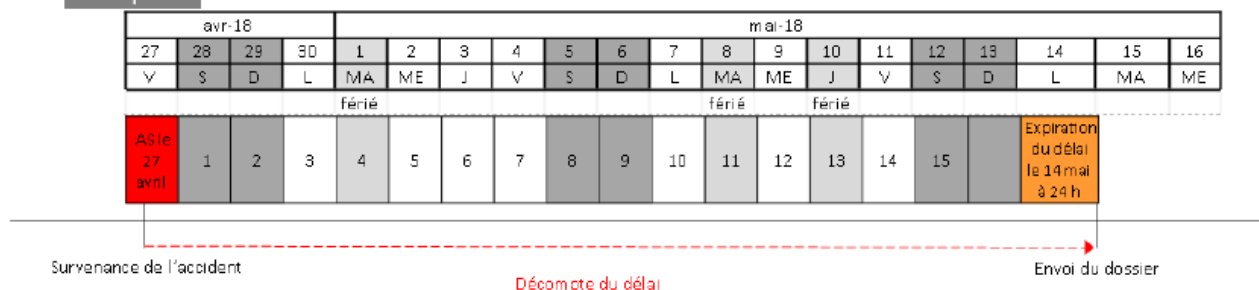 avr-18 mai-18
27 28 29 30 1 2 3 4 5 6 7 8 9 10 11 12 13 14 15 16
V S D L MA ME J V S D L MA ME J V S D L MA ME
férié férié férié
AS le
27
avril
1 2 3 4 5 6 7 8 9 10 11 12 13 14 15
Expiration
du délai
le 14 mai
à 24 h
Survenance de l'accident
Envoi du dossier
Décompte du délai